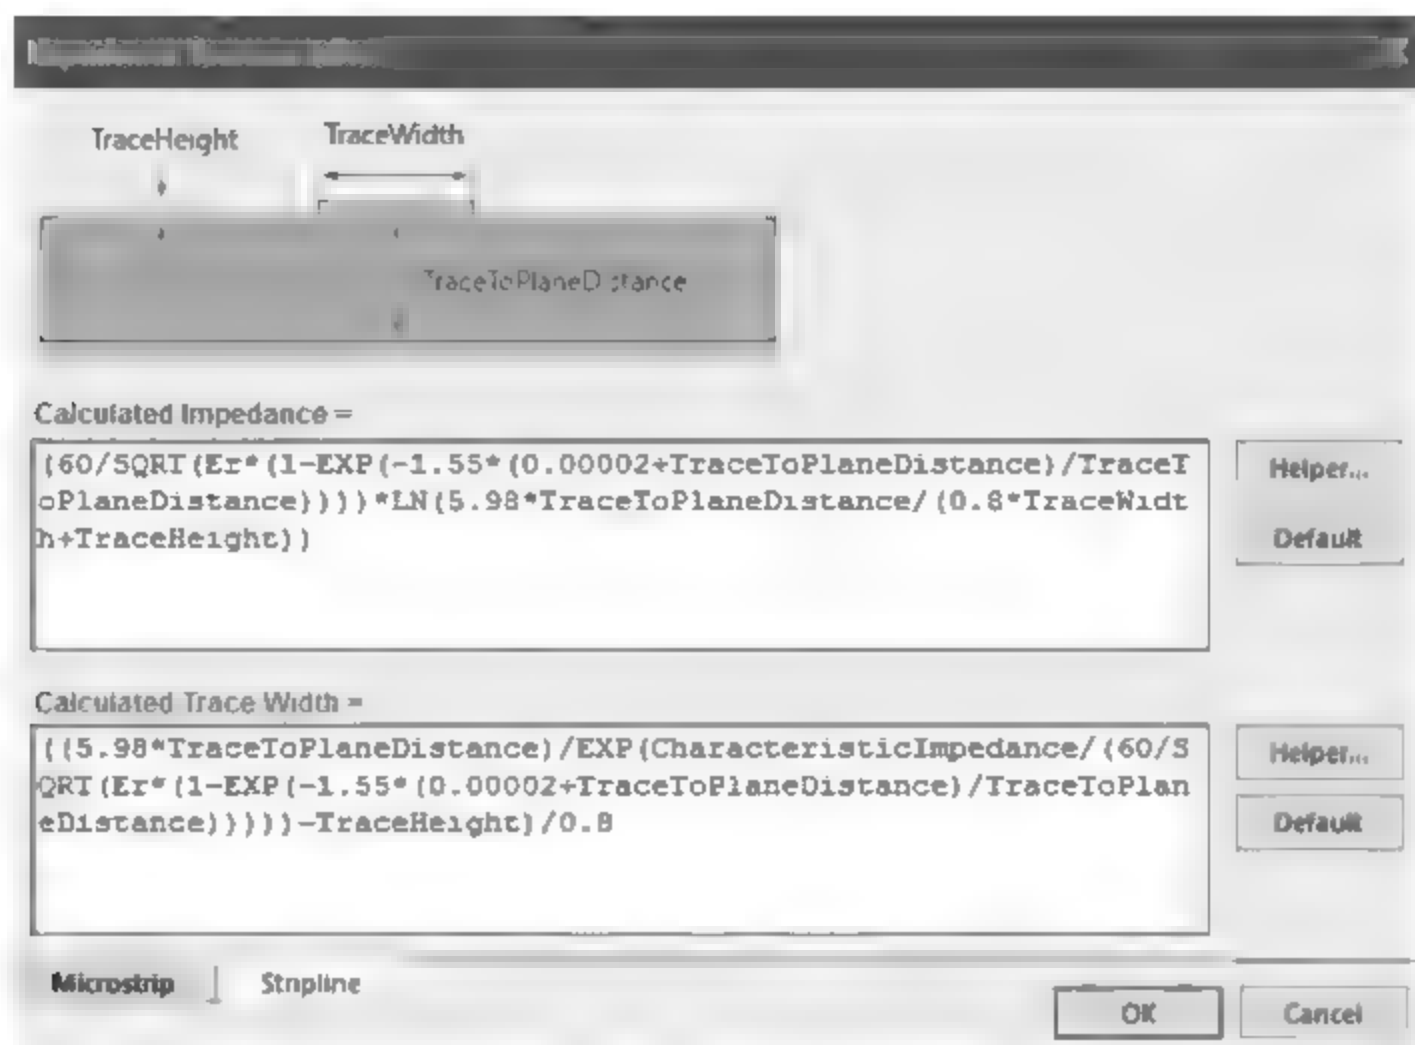 TraceHeight
TraceWidth
TraceToPlaneDistance
Calculated Impedance =
(60/SQRT(Er*(1-EXP(-1.55*(0.00002+TraceToPlaneDistance)/TraceT
oPlaneDistance))))*LN(5.98*TraceToPlaneDistance/(0.8*TraceWidt
h+TraceHeight))
Helper...
Default
Calculated Trace Width =
((5.98*TraceToPlaneDistance)/EXP(CharacteristicImpedance/(60/S
QRT(Er*(1-EXP(-1.55*(0.00002+TraceToPlaneDistance)/TraceToPlan
eDistance)))))-TraceHeight)/0.8
Helper...
Default
Microstrip
Stripline
OK
Cancel